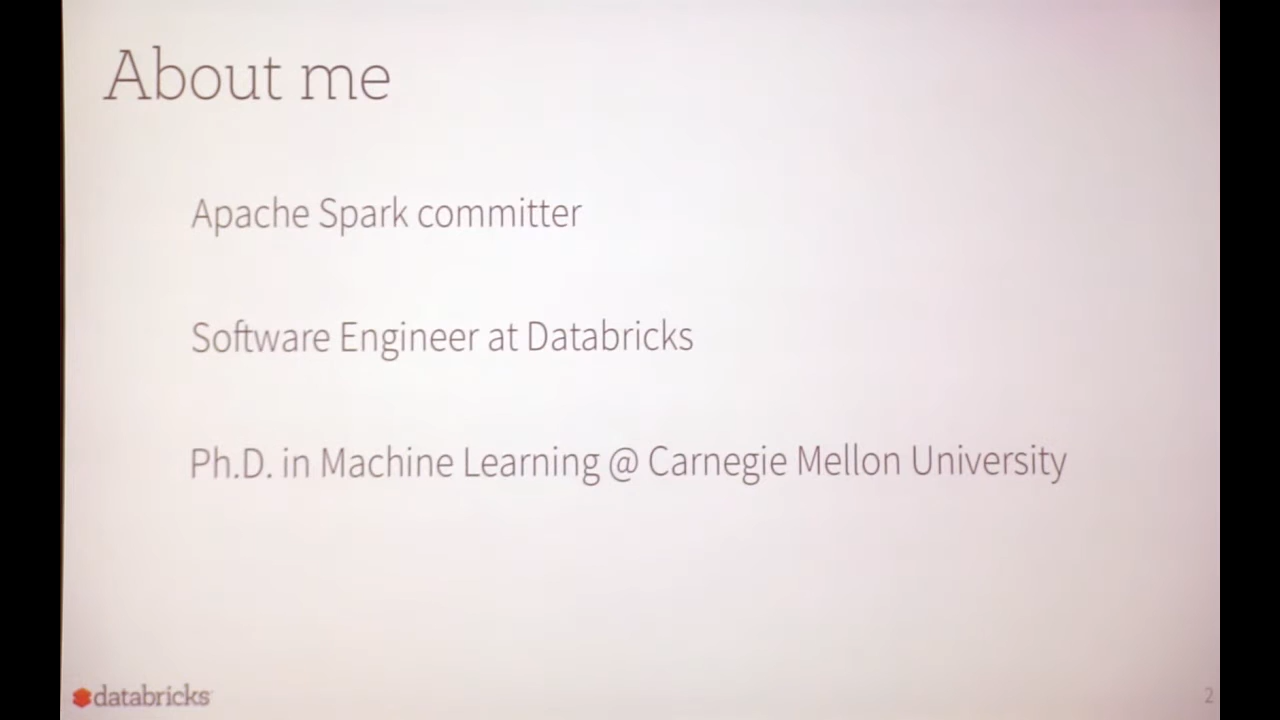 About me
Apache Spark committer
Software Engineer at Databricks
Ph.D. in Machine Learning @ Carnegie Mellon University
databricks
2